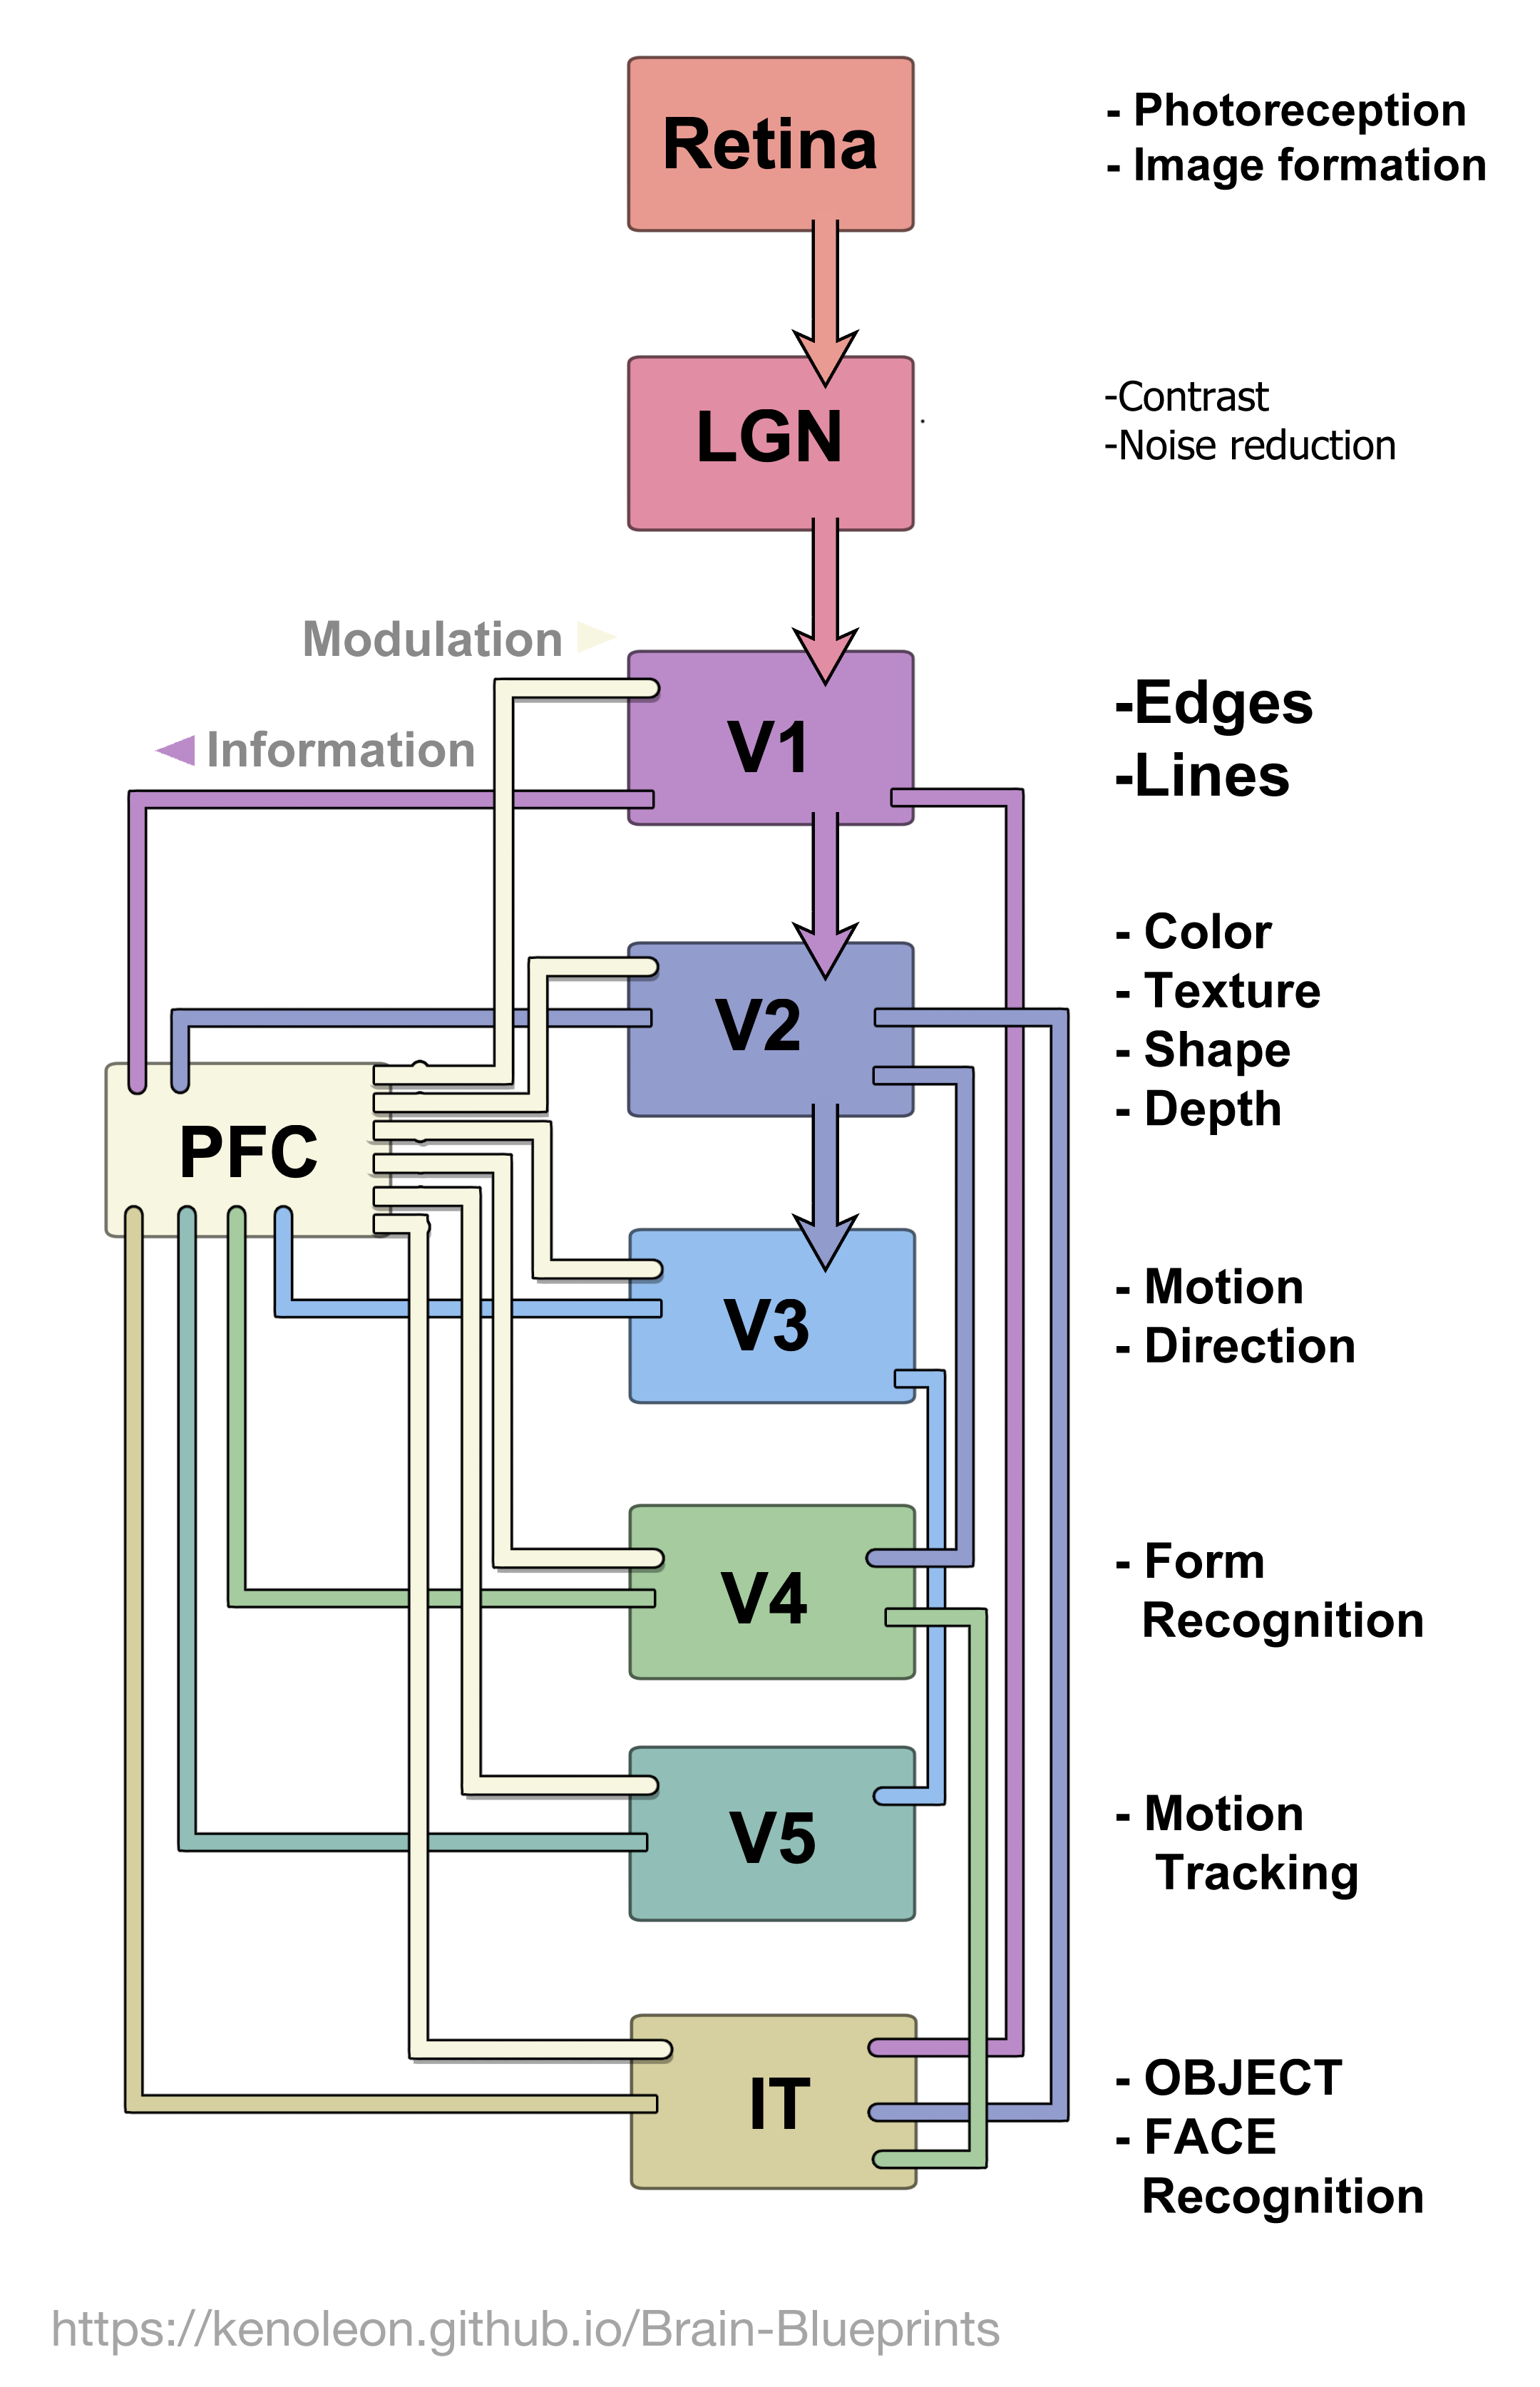 Retina
- Photoreception
- Image formation
LGN
-Contrast
-Noise reduction
Modulation
Information
V1
-Edges
-Lines
V2
- Color
- Texture
- Shape
- Depth
PFC
V3
- Motion
- Direction
V4
- Form
Recognition
V5
- Motion
Tracking
IT
- OBJECT
- FACE
Recognition
https://kenoleon.github.io/Brain-Blueprints